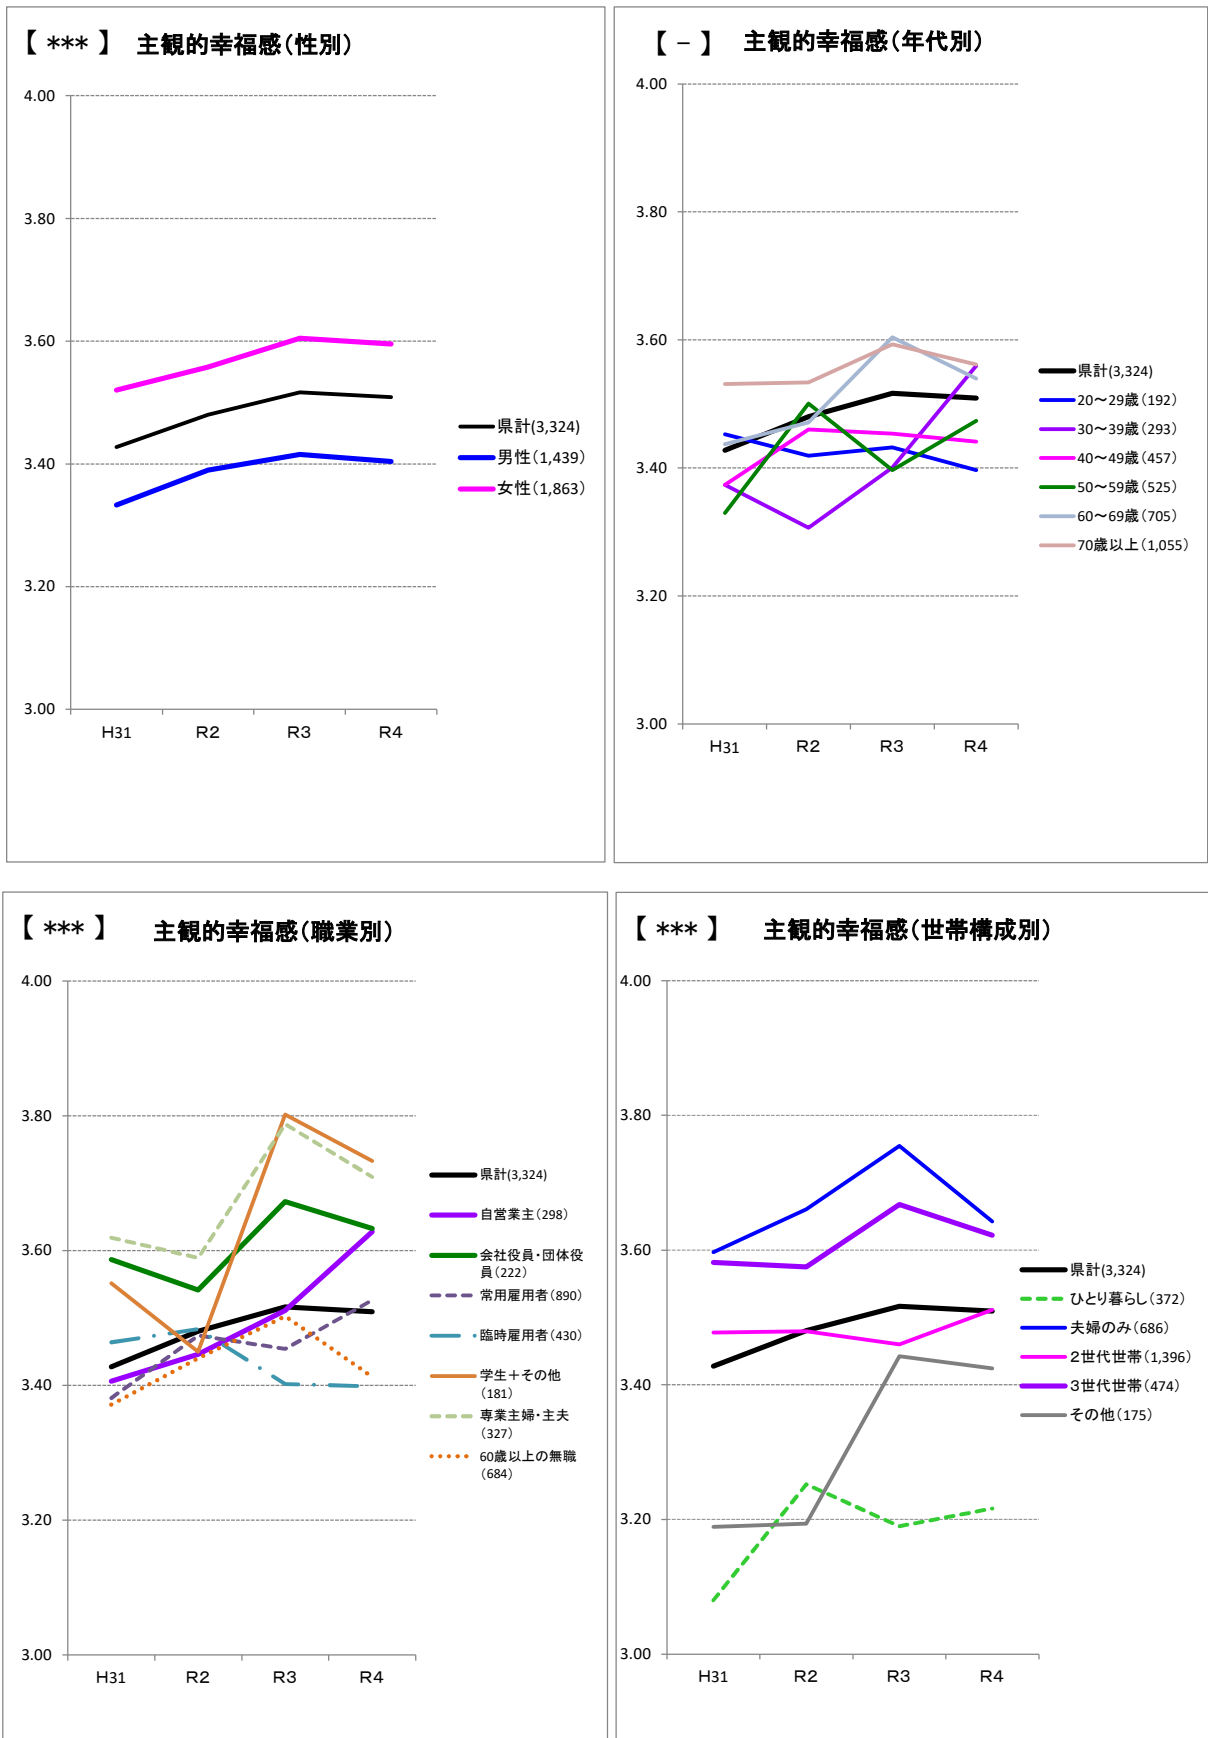 【 *** 】 主観的幸福感(性別)
4.00
3.80
3.60
3.40
3.20
3.00
H31 R2 R3 R4
県計(3,324)
男性(1,439)
女性(1,863)
【 - 】 主観的幸福感(年代別)
4.00
3.80
3.60
3.40
3.20
3.00
H31 R2 R3 R4
県計(3,324)
20～29歳(192)
30～39歳(293)
40～49歳(457)
50～59歳(525)
60～69歳(705)
70歳以上(1,055)
【 *** 】 主観的幸福感(職業別)
4.00
3.80
3.60
3.40
3.20
3.00
H31 R2 R3 R4
県計(3,324)
自営業主(298)
会社役員・団体役
員(222)
常用雇用者(890)
臨時雇用者(430)
学生+その他
(181)
専業主婦・主夫
(327)
60歳以上の無職
(684)
【 *** 】 主観的幸福感(世帯構成別)
4.00
3.80
3.60
3.40
3.20
3.00
H31 R2 R3 R4
県計(3,324)
ひとり暮らし(372)
夫婦のみ(686)
2世代世帯(1,396)
3世代世帯(474)
その他(175)